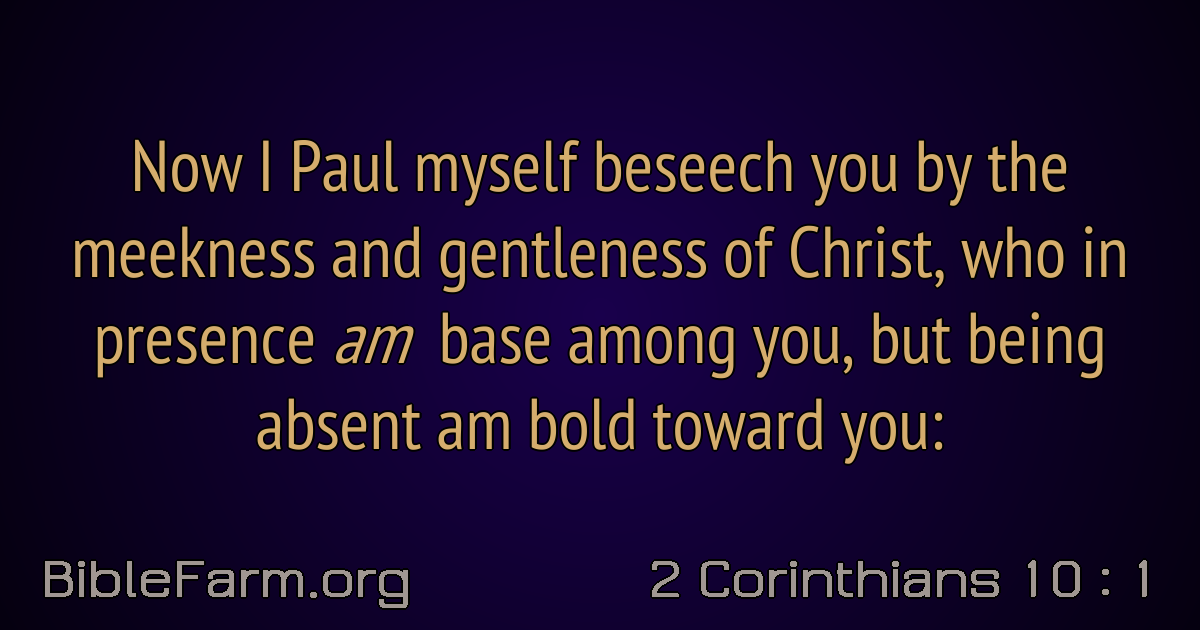 Now I Paul myself beseech you by the
meekness and gentleness of Christ, who in
presence am base among you, but being
absent am bold toward you:
BibleFarm.org
2 Corinthians 10 : 1